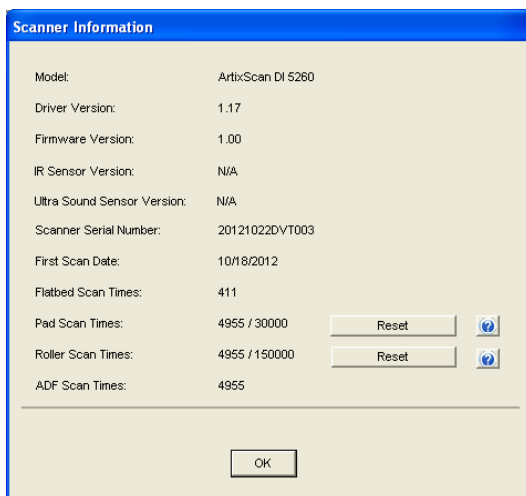 Scanner Information
Model: ArtixScan DI 5260
Driver Version: 1.17
Firmware Version: 1.00
IR Sensor Version: N/A
Ultra Sound Sensor Version: N/A
Scanner Serial Number: 20121022DVT003
First Scan Date: 10/18/2012
Flatbed Scan Times: 411
Pad Scan Times: 4955 / 30000 Reset ?
Roller Scan Times: 4955 / 150000 Reset ?
ADF Scan Times: 4955
OK